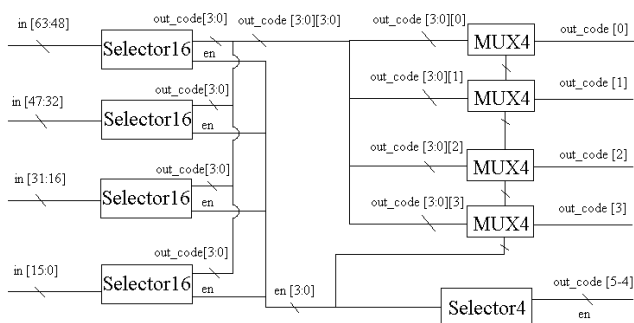 in [63:48]
Selector16
out_code[3:0]
en
out_code [3:0][3:0]
out_code [3:0][0]
MUX4
out_code [0]
in [47:32]
Selector16
out_code[3:0]
en
out_code [3:0][1]
MUX4
out_code [1]
in [31:16]
Selector16
out_code[3:0]
en
out_code [3:0][2]
MUX4
out_code [2]
out_code [3:0][3]
MUX4
out_code [3]
in [15:0]
Selector16
out_code[3:0]
en
en [3:0]
Selector4
out_code [5-4]
en